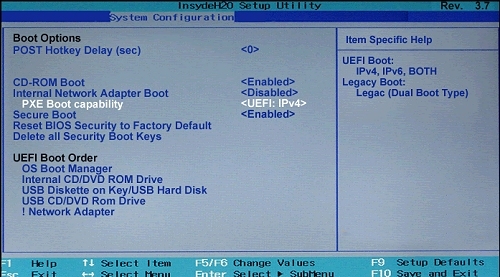 InsydeH2O Setup Utility Rev. 3.7
System Configuration
Boot Options
POST Hotkey Delay (sec) <0>
CD-ROM Boot <Enabled>
Internal Network Adapter Boot <Disabled>
PXE Boot capability <UEFI: IPv4>
Secure Boot <Enabled>
Reset BIOS Security to Factory Default
Delete all Security Boot Keys
UEFI Boot Order
OS Boot Manager
Internal CD/DVD ROM Drive
USB Diskette on Key/USB Hard Disk
USB CD/DVD Rom Drive
! Network Adapter
Item Specific Help
UEFI Boot:
IPv4, IPv6, BOTH
Legacy Boot:
Legac (Dual Boot Type)
F1 Help ↑↓ Select Item F5/F6 Change Values F9 Setup Defaults
Esc Exit ↔ Select Menu Enter Select ▶ SubMenu F10 Save and Exit